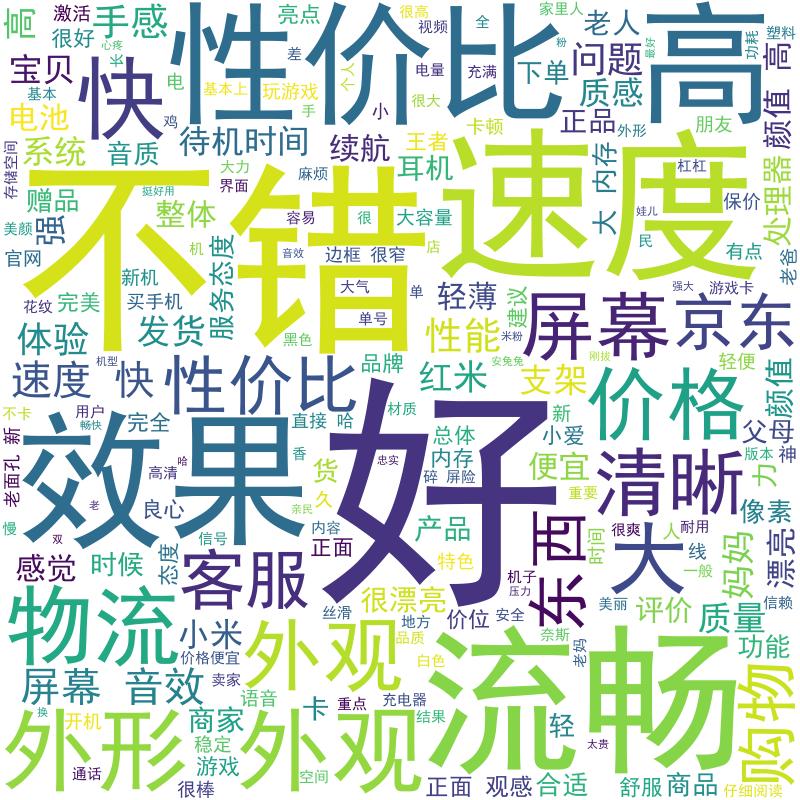 高
激活
很好
心疼
长
手感
亮点
差
性价比
很高
视频
全
高
家里人
功耗
塑料
老人
问题
高
宝贝
快
电
基本
基本上
玩游戏
个人
手
电量
充满
小
很大
下单
质感
颜值
电池
鸡
待机时间
续航
王者
卡顿
正品
外形
朋友
系统
音质
耳机
大
内存
杠杠
处理器
存储空间
赠品
大力
界面
麻烦
不错
速度
挺好用
美颜
强
整体
容易
很
大容量
娃儿
民
保价
官网
服务态度
机
音效
边框
很窄
店
有点
老爸
新机
花纹
完美
买手机
大气
单
轻薄
建议
强大
游戏卡
体验
发货
单号
黑色
性能
米粉
屏幕
京东
机型
速度
快
性价比
品牌
红米
安兔兔
支架
刚拔
价格
轻便
颜值
不卡
用户
畅快
完全
直接
哈
材质
新
小爱
父母
神
老面孔
新
效果
好
总体
内存
便宜
清晰
版本
力
高清
哈
香
货
忠实
碎
屏险
重要
良心
久
像素
慢
双
老
信号
亲民
内容
正面
产品
东西
时间
大
很爽
耐用
人
线
漂亮
感觉
时候
态度
客服
特色
机子
压力
一般
妈妈
物流
小米
丝滑
很漂亮
地方
价位
安全
美丽
评价
质量
信赖
价格便宜
外观
品质
奈斯
老妈
功能
屏幕
音效
卖家
白色
流畅
购物
换
开机
语音
卡
重点
充电器
外形
商家
稳定
外观
结果
轻
太贵
通话
游戏
空间
很棒
正面
观感
合适
舒服
商品
仔细阅读